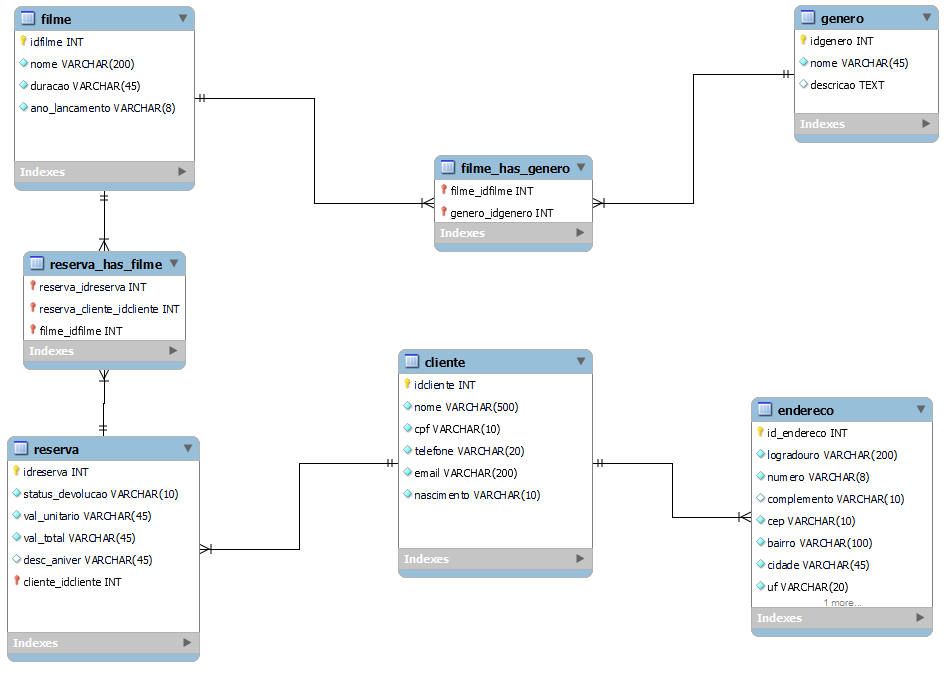 filme
idfilme INT
nome VARCHAR(200)
duracao VARCHAR(45)
ano_lancamento VARCHAR(8)
Indexes
genero
idgenero INT
nome VARCHAR(45)
descricao TEXT
Indexes
filme_has_genero
filme_idfilme INT
genero_idgenero INT
Indexes
reserva_has_filme
reserva_idreserva INT
reserva_cliente_idcliente INT
filme_idfilme INT
Indexes
cliente
idcliente INT
nome VARCHAR(500)
cpf VARCHAR(10)
telefone VARCHAR(20)
email VARCHAR(200)
nascimento VARCHAR(10)
Indexes
endereco
id_endereco INT
logradouro VARCHAR(200)
numero VARCHAR(8)
complemento VARCHAR(10)
cep VARCHAR(10)
bairro VARCHAR(100)
cidade VARCHAR(45)
uf VARCHAR(20)
1 more...
Indexes
reserva
idreserva INT
status_devolucao VARCHAR(10)
val_unitario VARCHAR(45)
val_total VARCHAR(45)
desc_aniver VARCHAR(45)
cliente_idcliente INT
Indexes